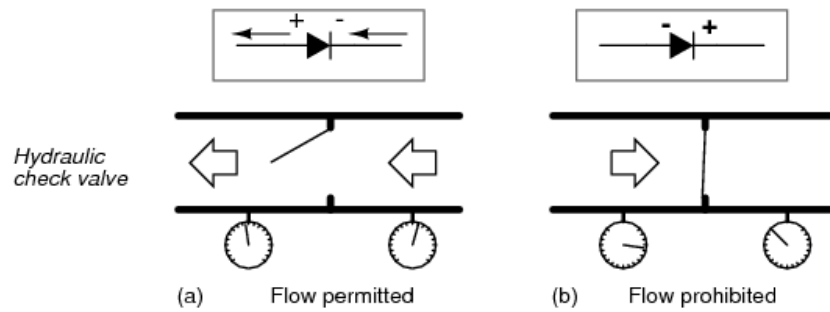 + -
- +
Hydraulic
check valve
(a) Flow permitted
(b) Flow prohibited